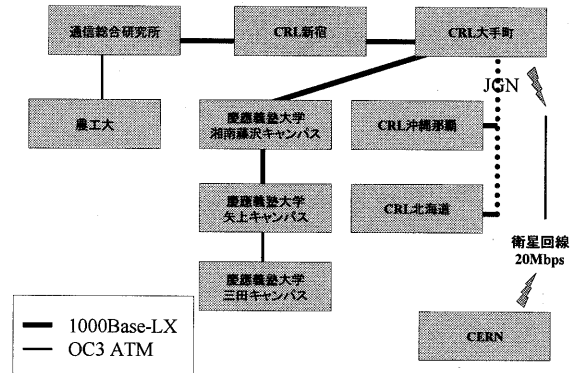 通信総合研究所
CRL新宿
CRL大手町
JGN
農工大
慶應義塾大学
湘南藤沢キャンパス
CRL沖縄那覇
慶應義塾大学
矢上キャンパス
CRL北海道
衛星回線
20Mbps
慶應義塾大学
三田キャンパス
1000Base-LX
OC3 ATM
CERN